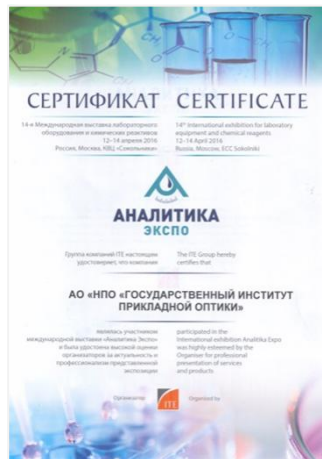 СЕРТИФИКАТ CERTIFICATE
14-я Международная выставка лабораторного
оборудования и химических реактивов
12–14 апреля 2016
Россия, Москва, КВЦ «Сокольники»
14th International exhibition for laboratory
equipment and chemical reagents
12–14 April 2016
Russia, Moscow, ECC Sokolniki
АНАЛИТИКА
ЭКСПО
Группа компаний ITE настоящим
удостоверяет, что компания
The ITE Group hereby
certifies that
АО «НПО «ГОСУДАРСТВЕННЫЙ ИНСТИТУТ
ПРИКЛАДНОЙ ОПТИКИ»
являлось участником
международной выставки «Аналитика Экспо»
и была удостоена высокой оценки
организаторов за актуальность и
профессионализм представленной
экспозиции
participated in the
International exhibition Analitika Expo
was highly esteemed by the
Organiser for professional
presentation of services
and products
Организатор
ITE
Organised by